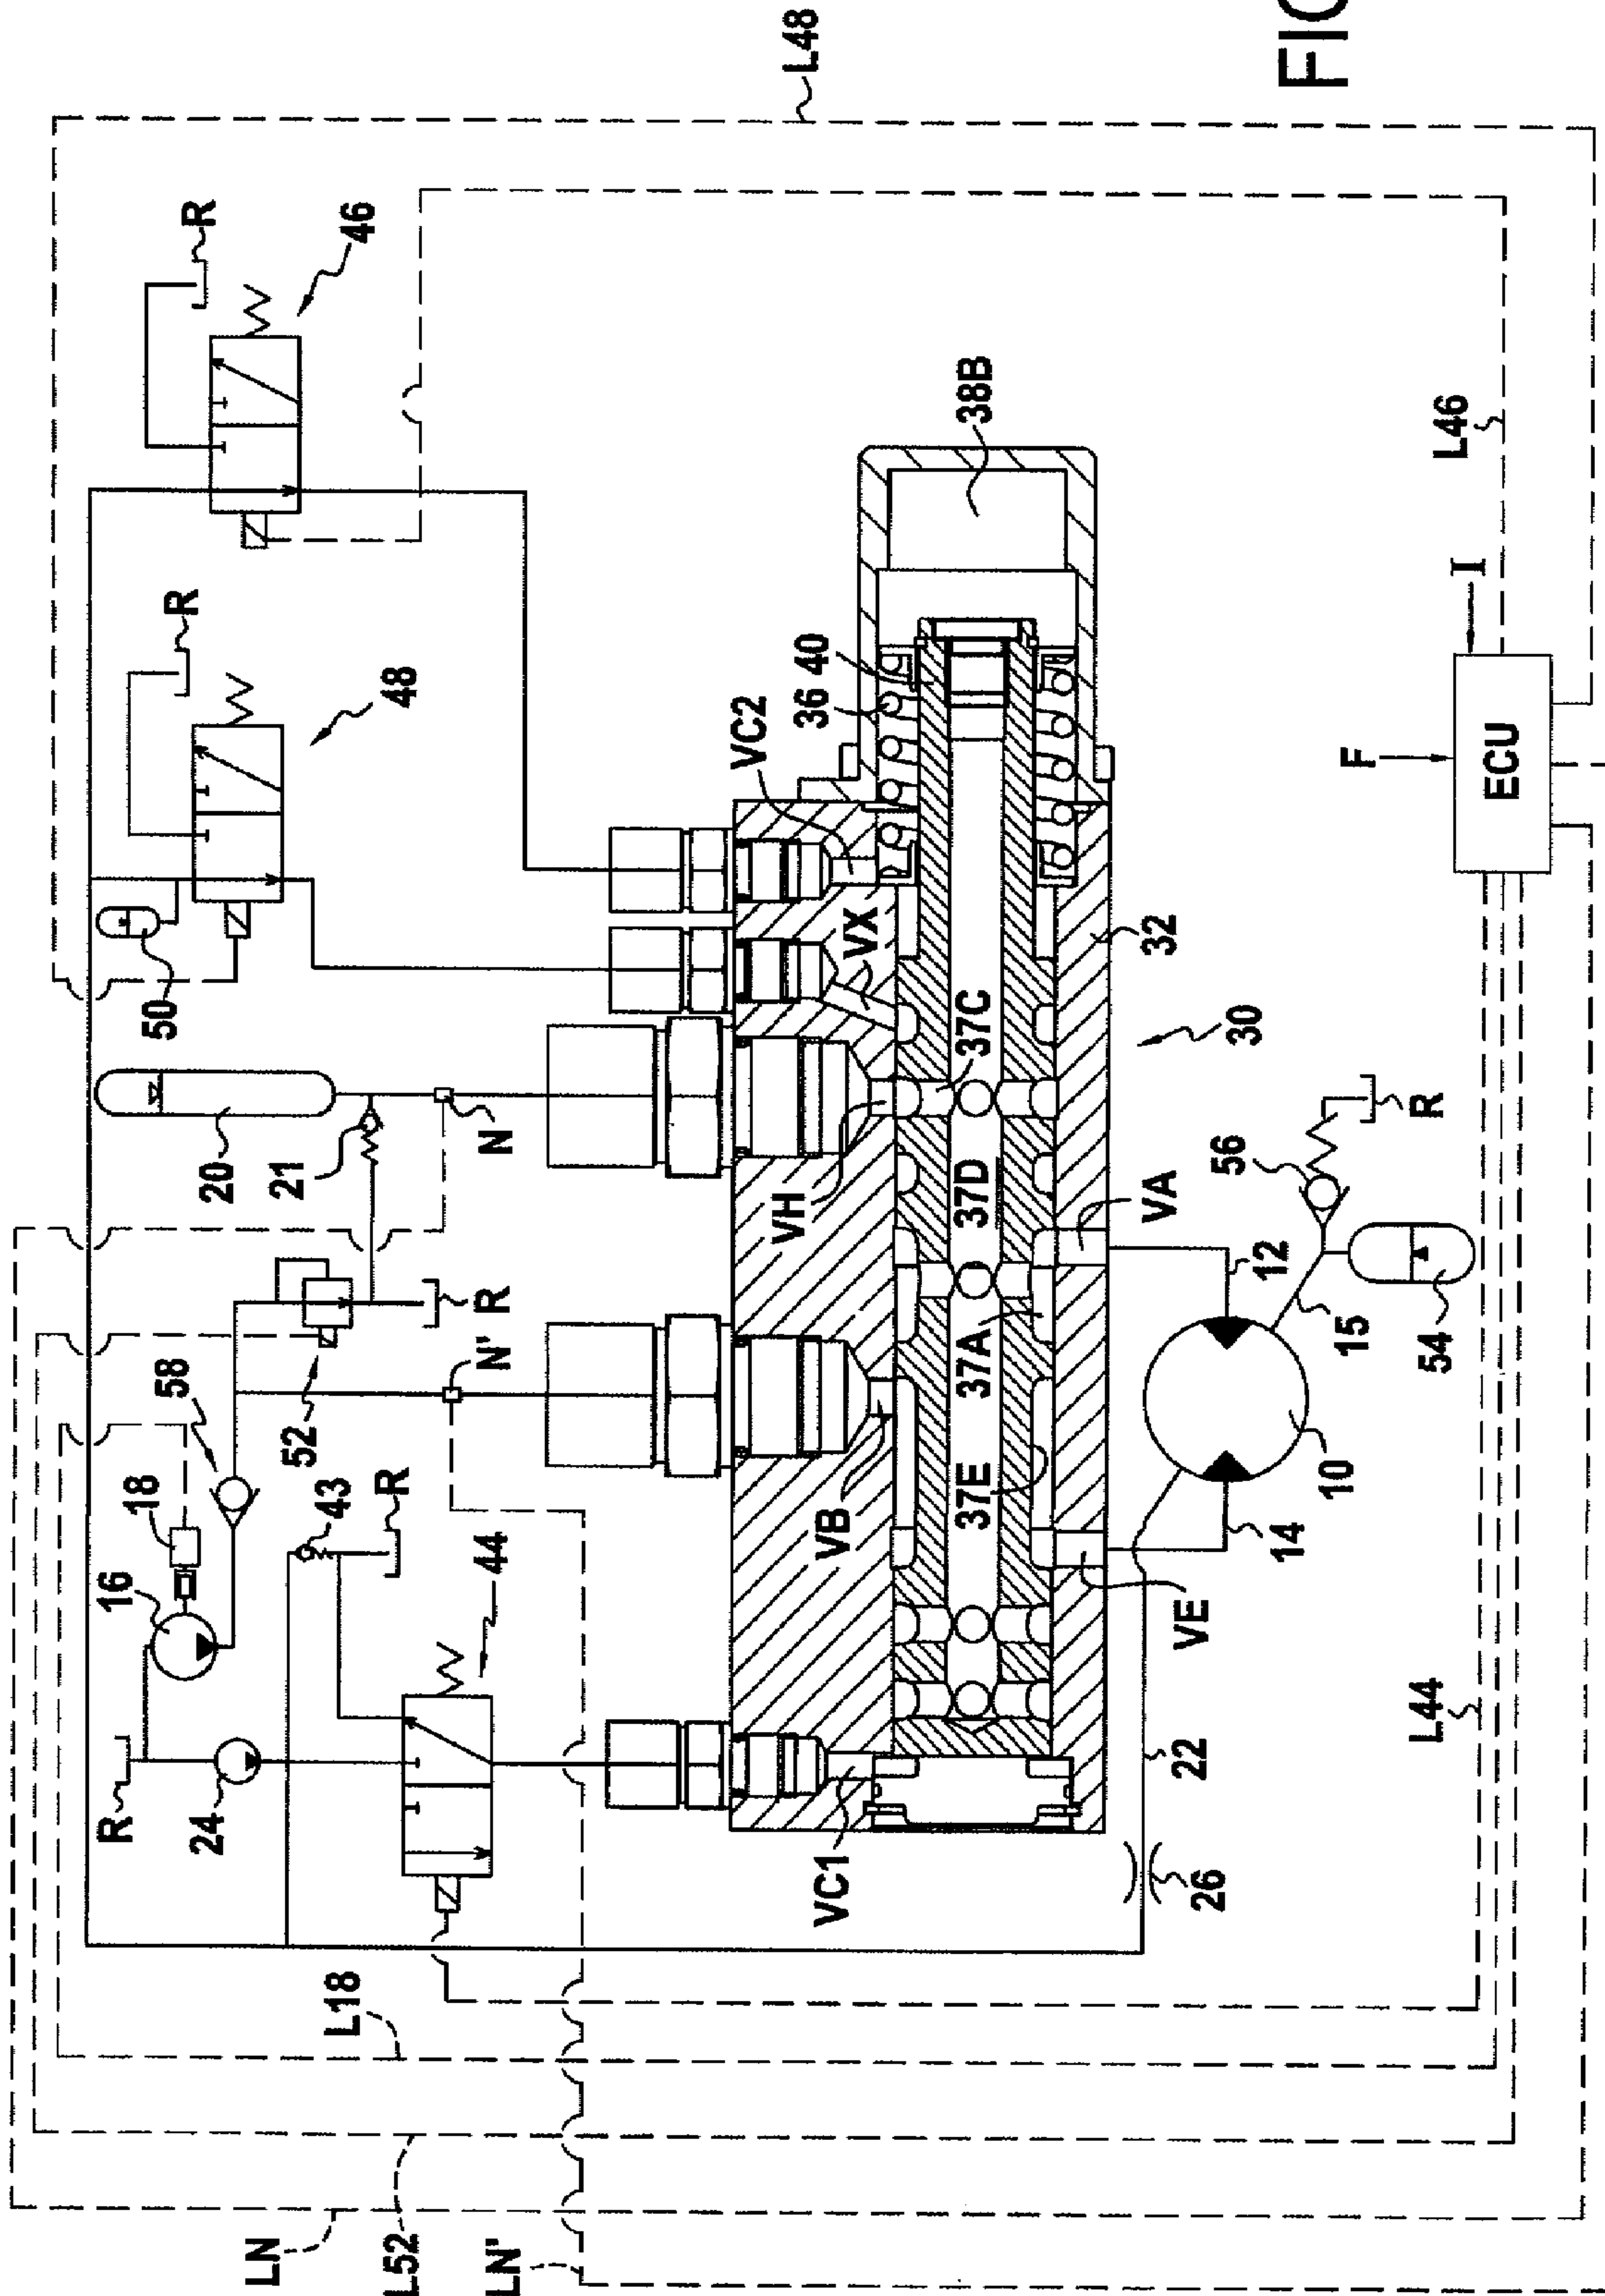 L48
FIG
R
46
R
48
38B
L46
I
36
40
VC2
F
ECU
50
VX
32
37C
30
R
20
21
N
VH
37D
56
VA
12
R
N'
58
52
37A
15
54
43
R
VB
37E
10
18
16
44
14
VE
R
24
22
L44
VC1
26
L18
LN
L52
LN'